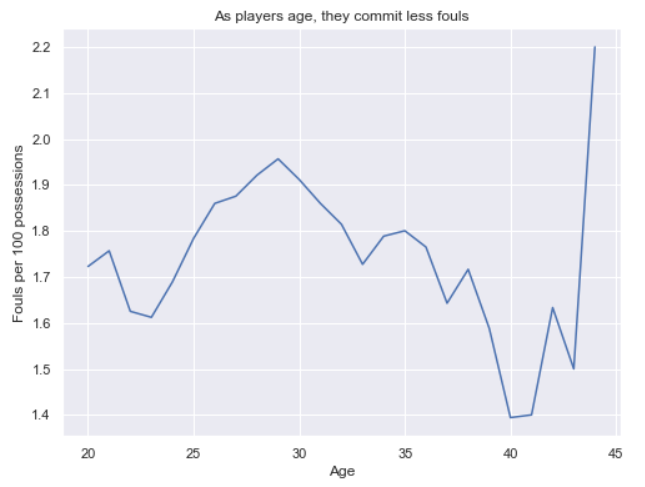 As players age, they commit less fouls
Fouls per 100 possessions
2.2
2.1
2.0
1.9
1.8
1.7
1.6
1.5
1.4
20 25 30 35 40 45
Age